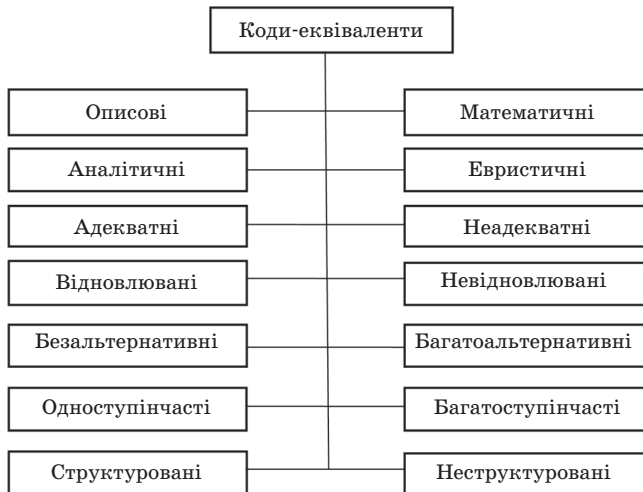 Коди-еквіваленти
Описові
Математичні
Аналітичні
Евристичні
Адекватні
Неадекватні
Відновлювані
Невідновлювані
Безальтернативні
Багатоальтернативні
Одноступінчасті
Багатоступінчасті
Структуровані
Неструктуровані